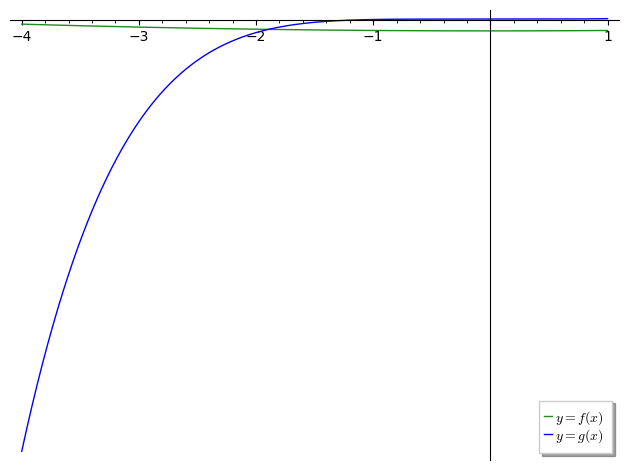 −4 −3 −2 −1 1
y = f(x)
y = g(x)